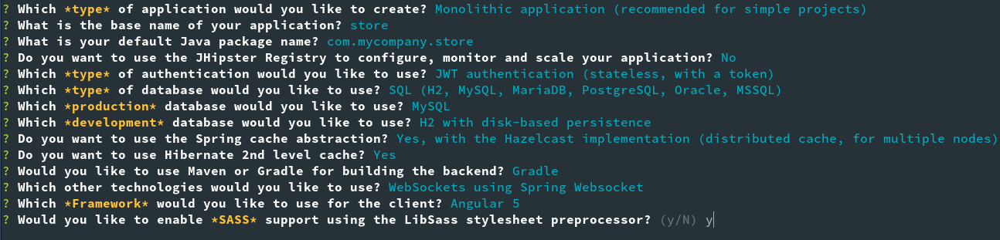 ? Which *type* of application would you like to create? Monolithic application (recommended for simple projects)
? What is the base name of your application? store
? What is your default Java package name? com.mycompany.store
? Do you want to use the JHipster Registry to configure, monitor and scale your application? No
? Which *type* of authentication would you like to use? JWT authentication (stateless, with a token)
? Which *type* of database would you like to use? SQL (H2, MySQL, MariaDB, PostgreSQL, Oracle, MSSQL)
? Which *production* database would you like to use? MySQL
? Which *development* database would you like to use? H2 with disk-based persistence
? Do you want to use the Spring cache abstraction? Yes, with the Hazelcast implementation (distributed cache, for multiple nodes)
? Do you want to use Hibernate 2nd level cache? Yes
? Would you like to use Maven or Gradle for building the backend? Gradle
? Which other technologies would you like to use? WebSockets using Spring Websocket
? Which *Framework* would you like to use for the client? Angular 5
? Would you like to enable *SASS* support using the LibSass stylesheet preprocessor? (y/N) y